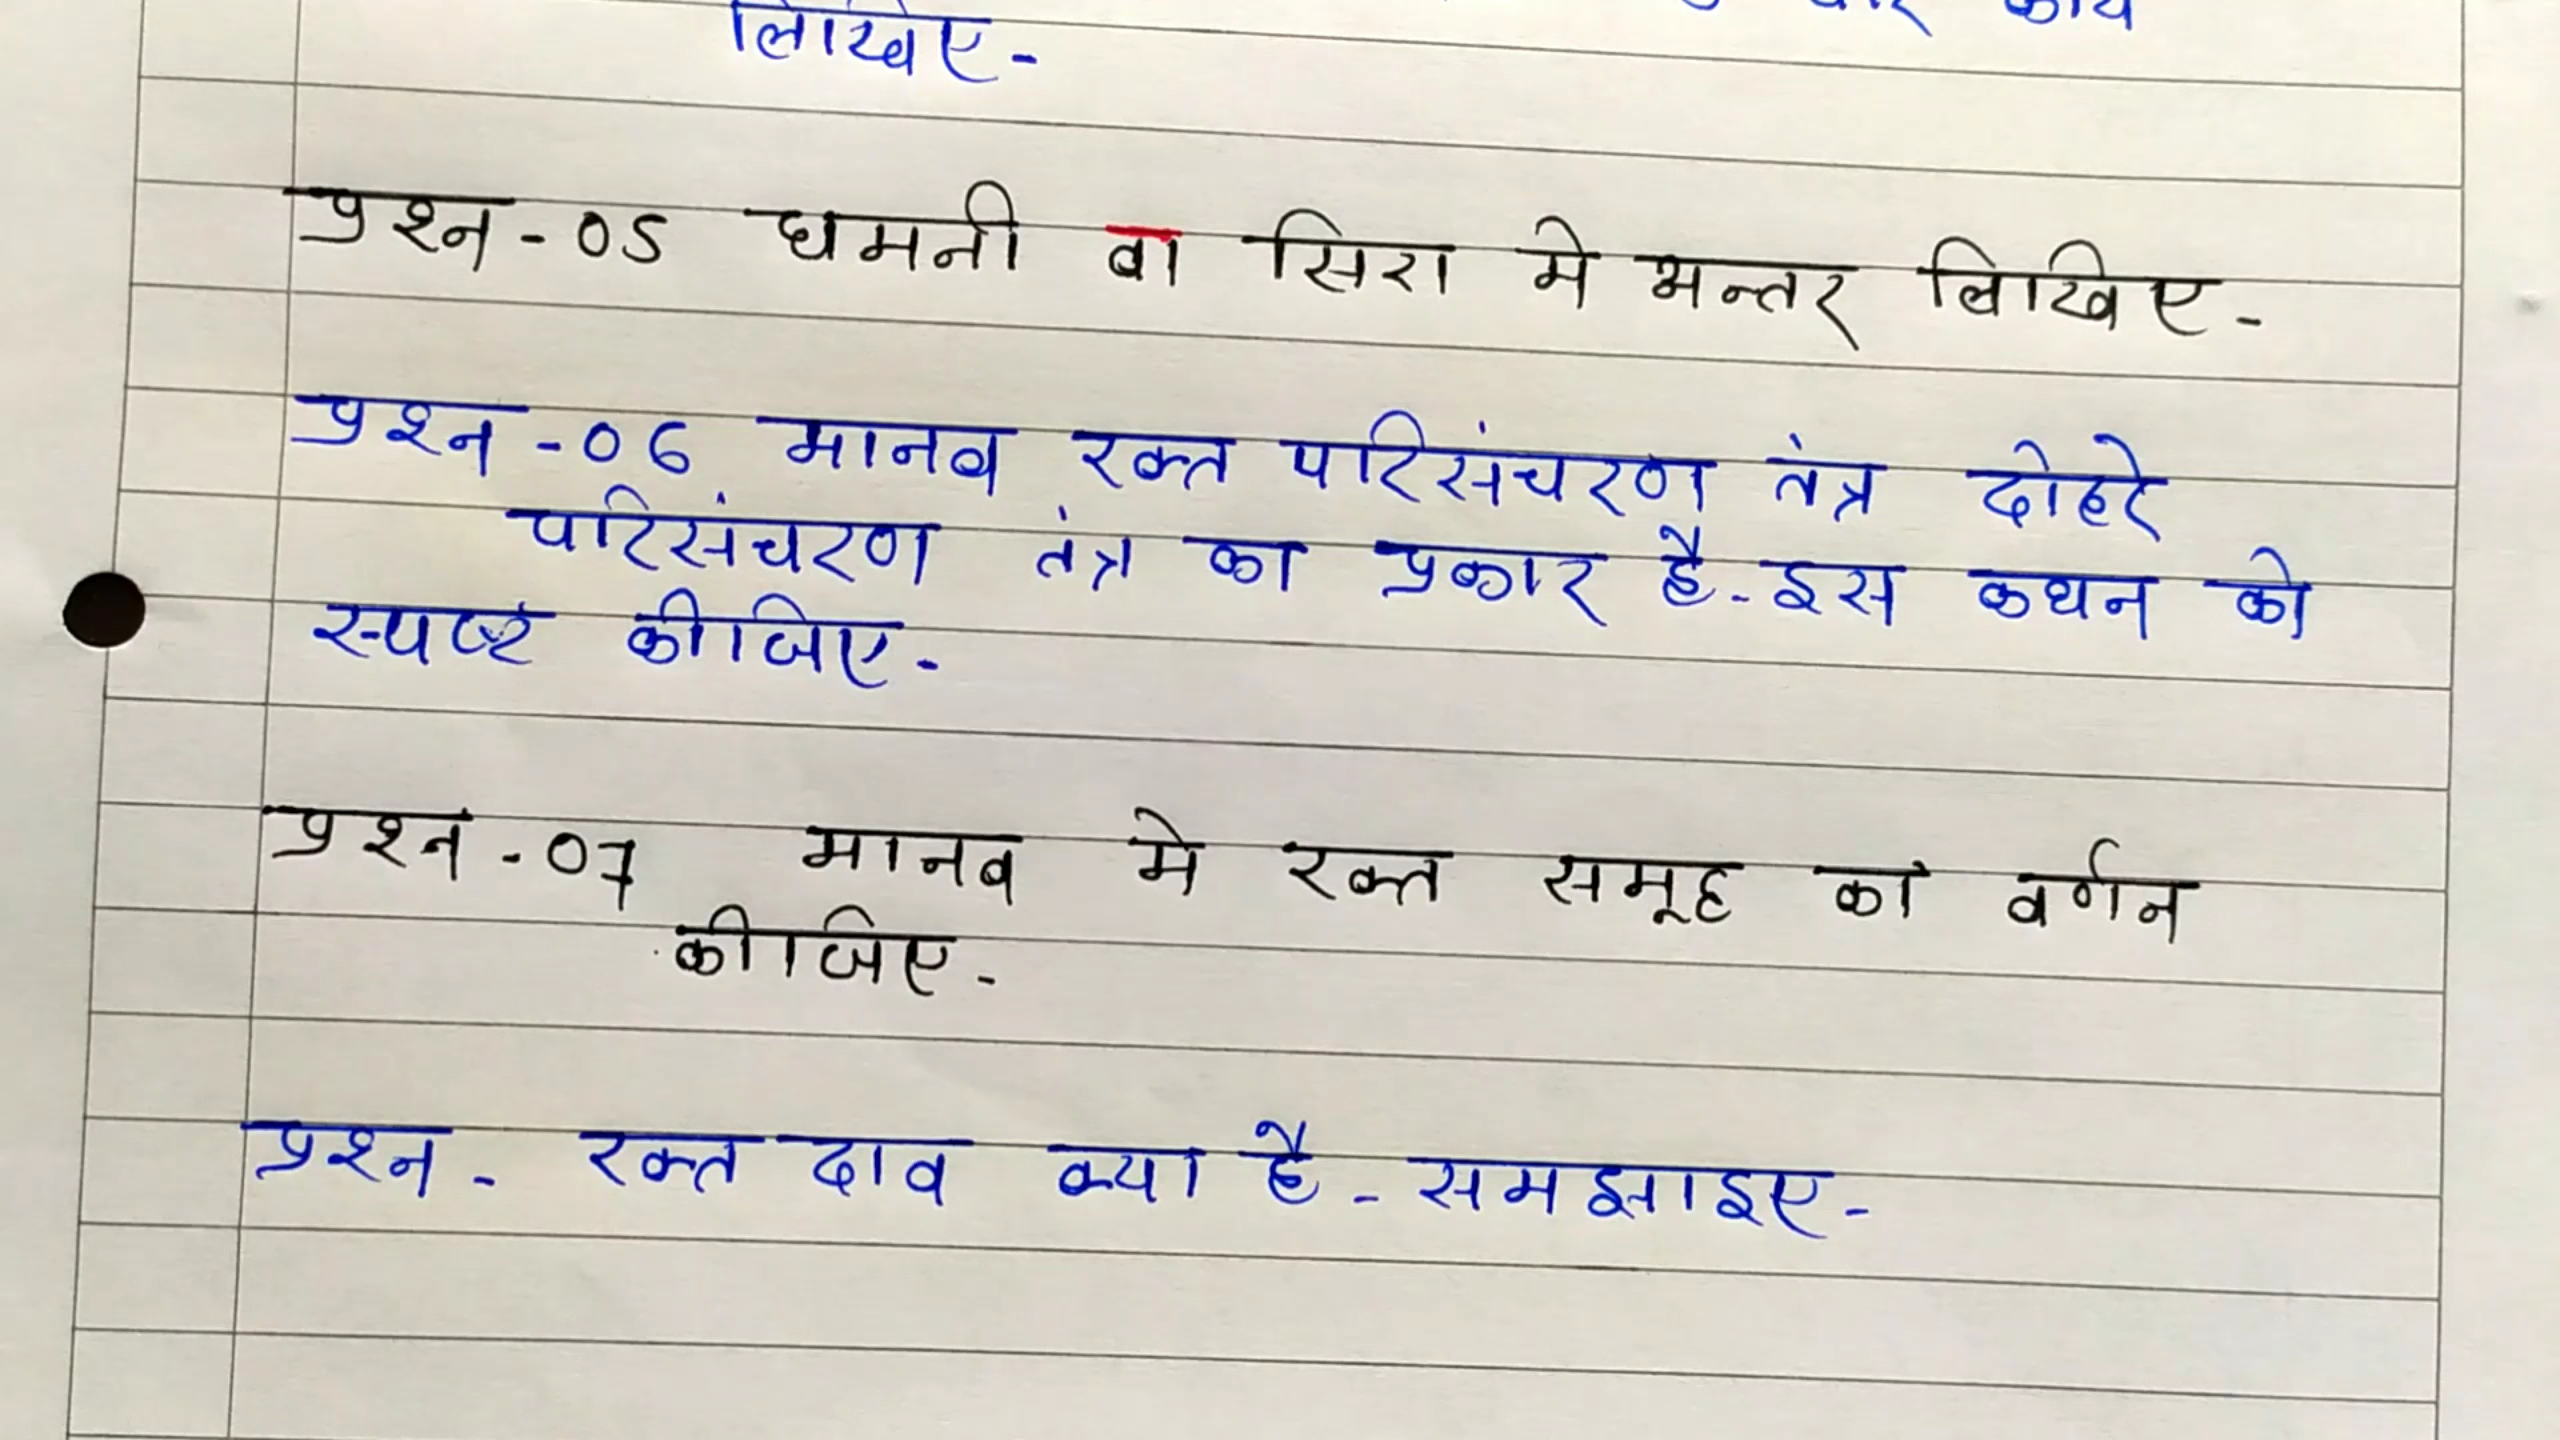 चार कार्य
लिखिए-
प्रश्न-05 धमनी वा सिरा मे अन्तर लिखिए-
प्रश्न-06 मानव रक्त परिसंचरण तंत्र दोहरे
परिसंचरण तंत्र का प्रकार है-इस कथन को
स्पष्ट कीजिए-
प्रश्न-07 मानव मे रक्त समूह का वर्णन
कीजिए-
प्रश्न- रक्त दाव क्या है-समझाइए-